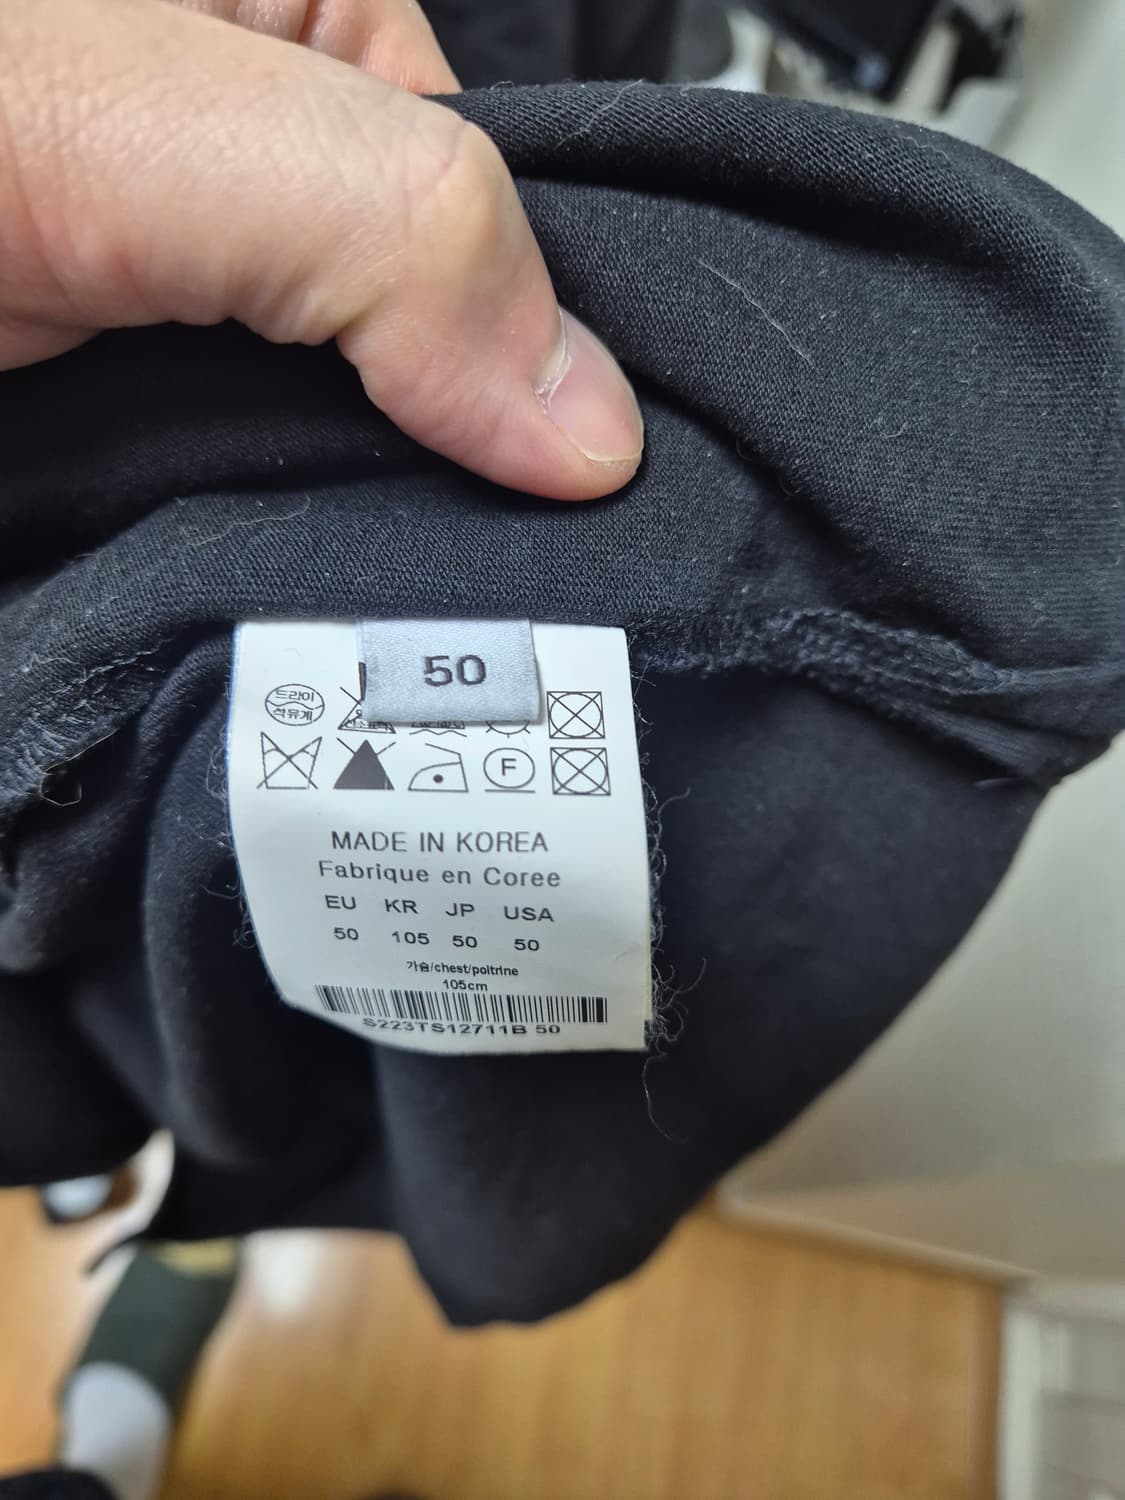 50
드라이
석유계
F
MADE IN KOREA
Fabrique en Coree
EU KR JP USA
50 105 50 50
가슴/chest/poltrine
105cm
S223TS12711B 50